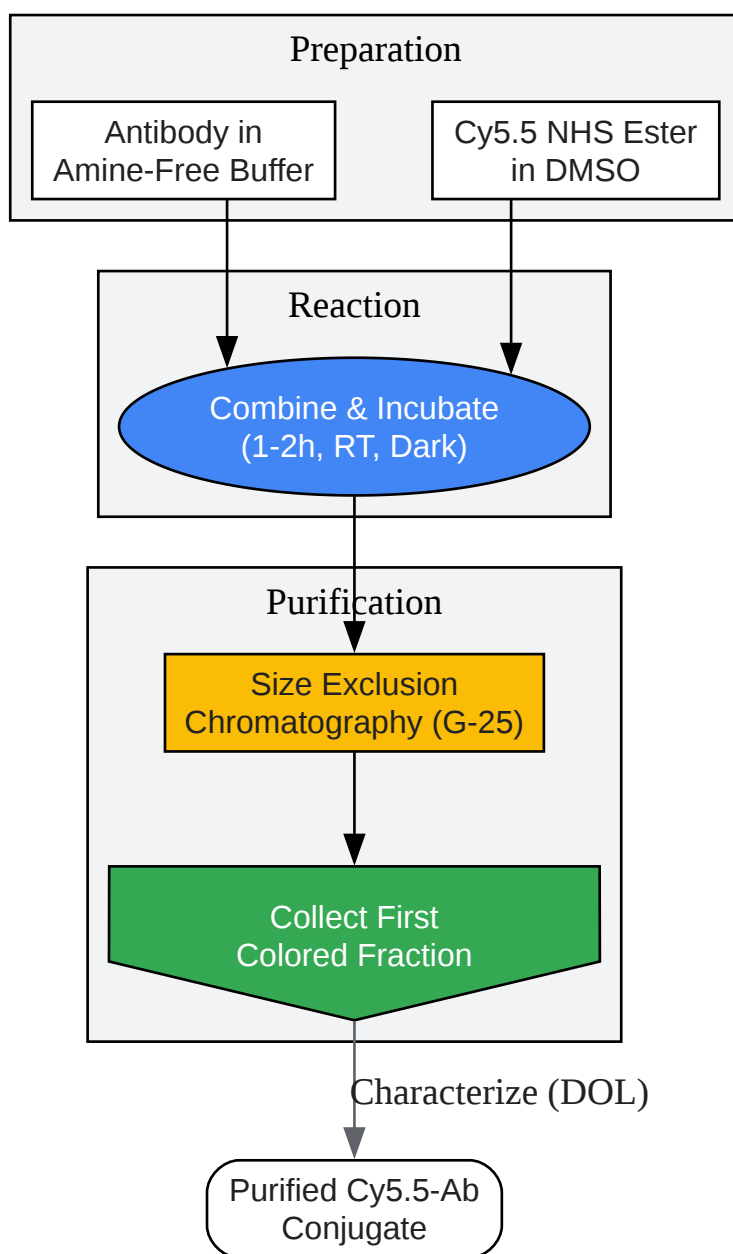 Preparation
Antibody in
Amine-Free Buffer
Cy5.5 NHS Ester
in DMSO
Reaction
Combine & Incubate
(1-2h, RT, Dark)
Purification
Size Exclusion
Chromatography (G-25)
Collect First
Colored Fraction
Characterize (DOL)
Purified Cy5.5-Ab
Conjugate